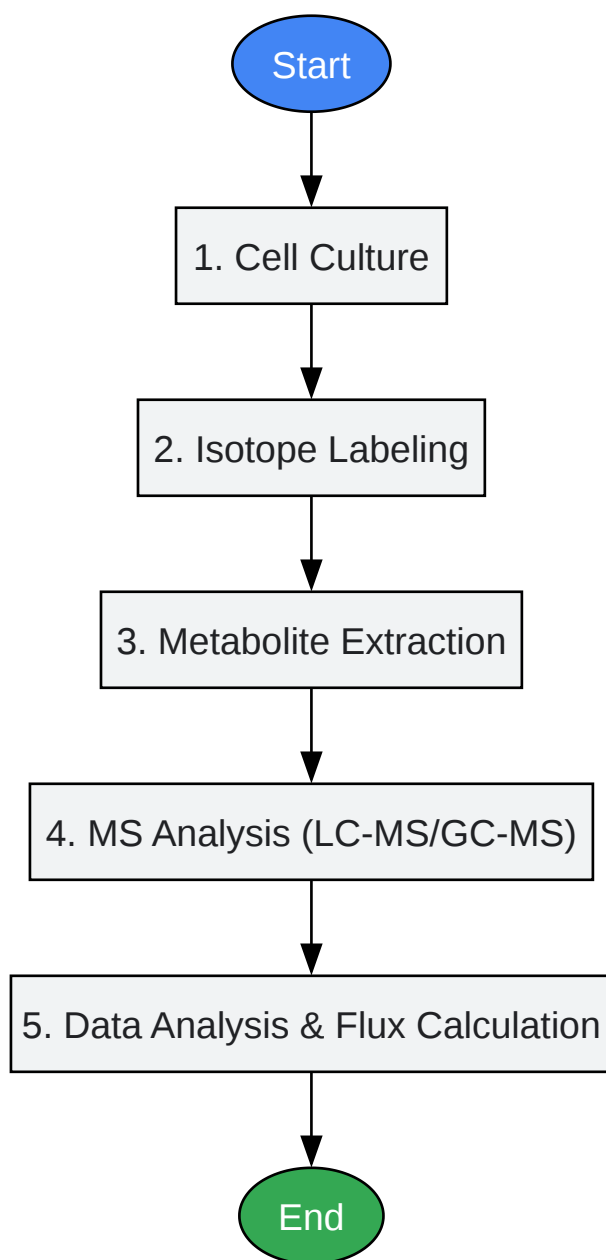 Start
1. Cell Culture
2. Isotope Labeling
3. Metabolite Extraction
4. MS Analysis (LC-MS/GC-MS)
5. Data Analysis & Flux Calculation
End